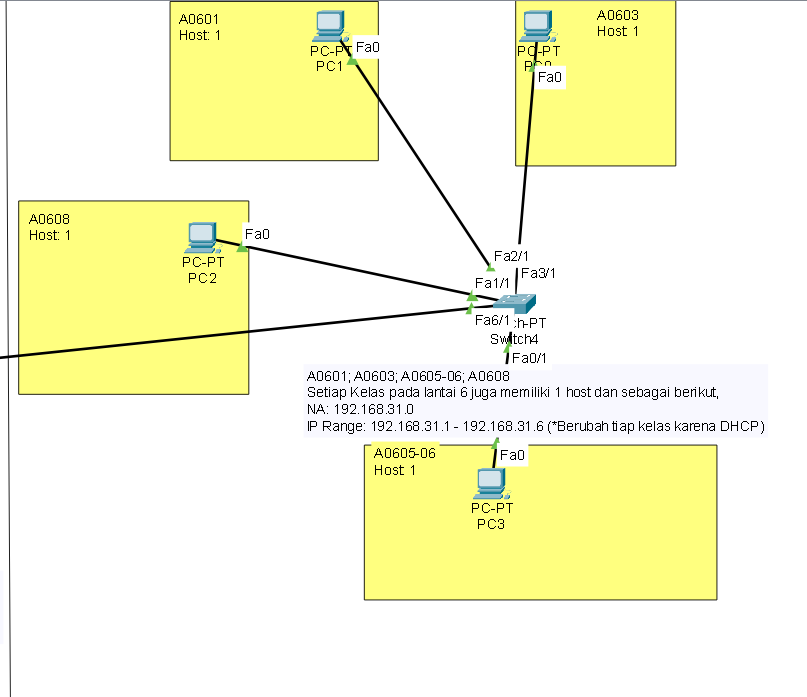 A0601
Host: 1
PC-PT
PC1
Fa0
A0603
Host: 1
PC-PT
Fa0
A0608
Host: 1
PC-PT
PC2
Fa0
Fa2/1
Fa3/1
Fa1/1
Fa6/1
Switch4
Fa0/1
A0601; A0603; A0605-06; A0608
Setiap Kelas pada lantai 6 juga memiliki 1 host dan sebagai berikut,
NA: 192.168.31.0
IP Range: 192.168.31.1 - 192.168.31.6 (*Berubah tiap kelas karena DHCP)
A0605-06
Host 1
Fa0
PC-PT
PC3